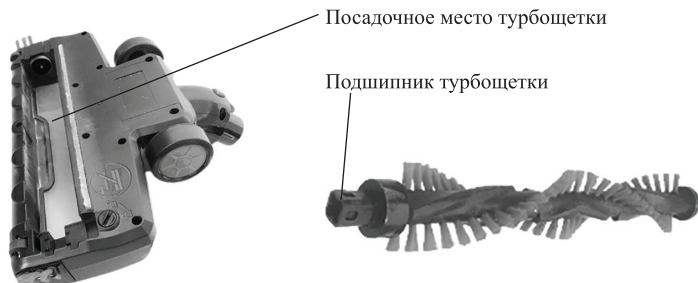 Посадочное место турбощетки
Подшипник турбощетки